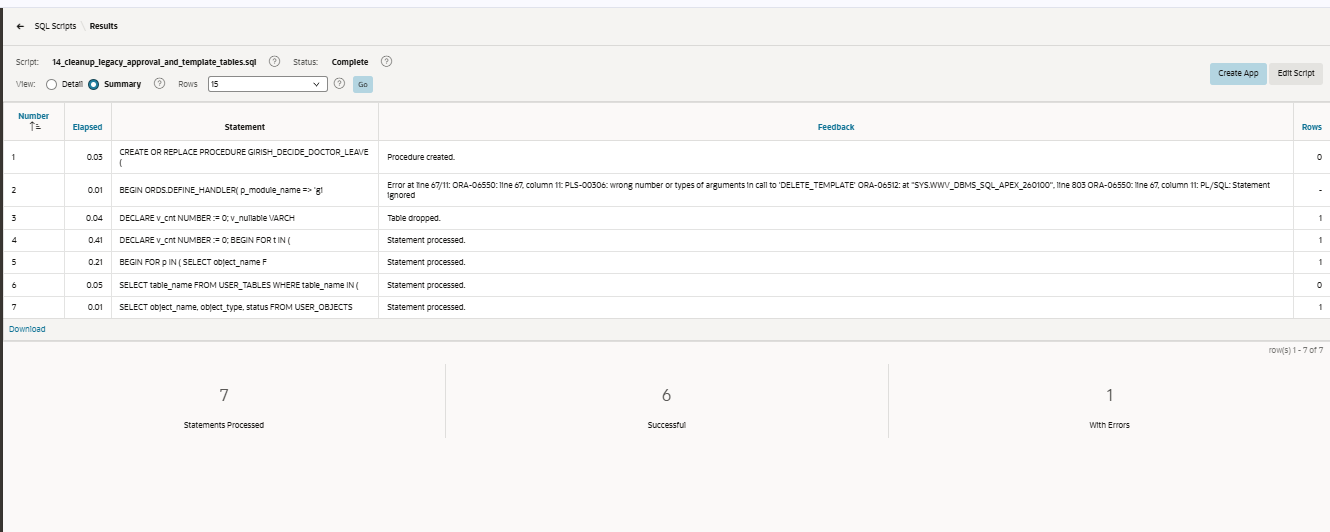 ← SQL Scripts \ Results
Script: 14_cleanup_legacy_approval_and_template_tables.sql ? Status: Complete ?
View: Detail Summary ? Rows 15 ? Go
Create App Edit Script
Number Elapsed Statement Feedback Rows
1 0.03 CREATE OR REPLACE PROCEDURE GIRISH_DECIDE_DOCTOR_LEAVE Procedure created. 0
(
2 0.01 BEGIN ORDS.DEFINE_HANDLER( p_module_name => 'gi Error at line 67/11: ORA-06550: line 67, column 11: PLS-00306: wrong number or types of arguments in call to 'DELETE_TEMPLATE' ORA-06512: at "SYS.WWV_DBMS_SQL_APEX_260100", line 803 ORA-06550: line 67, column 11: PL/SQL: Statement -
ignored
3 0.04 DECLARE v_cnt NUMBER := 0; v_nullable VARCH Table dropped. 1
4 0.41 DECLARE v_cnt NUMBER := 0; BEGIN FOR t IN ( Statement processed. 1
5 0.21 BEGIN FOR p IN ( SELECT object_name F Statement processed. 1
6 0.05 SELECT table_name FROM USER_TABLES WHERE table_name IN ( Statement processed. 0
7 0.01 SELECT object_name, object_type, status FROM USER_OBJECTS Statement processed. 1
Download
row(s) 1 - 7 of 7
7 6 1
Statements Processed Successful With Errors